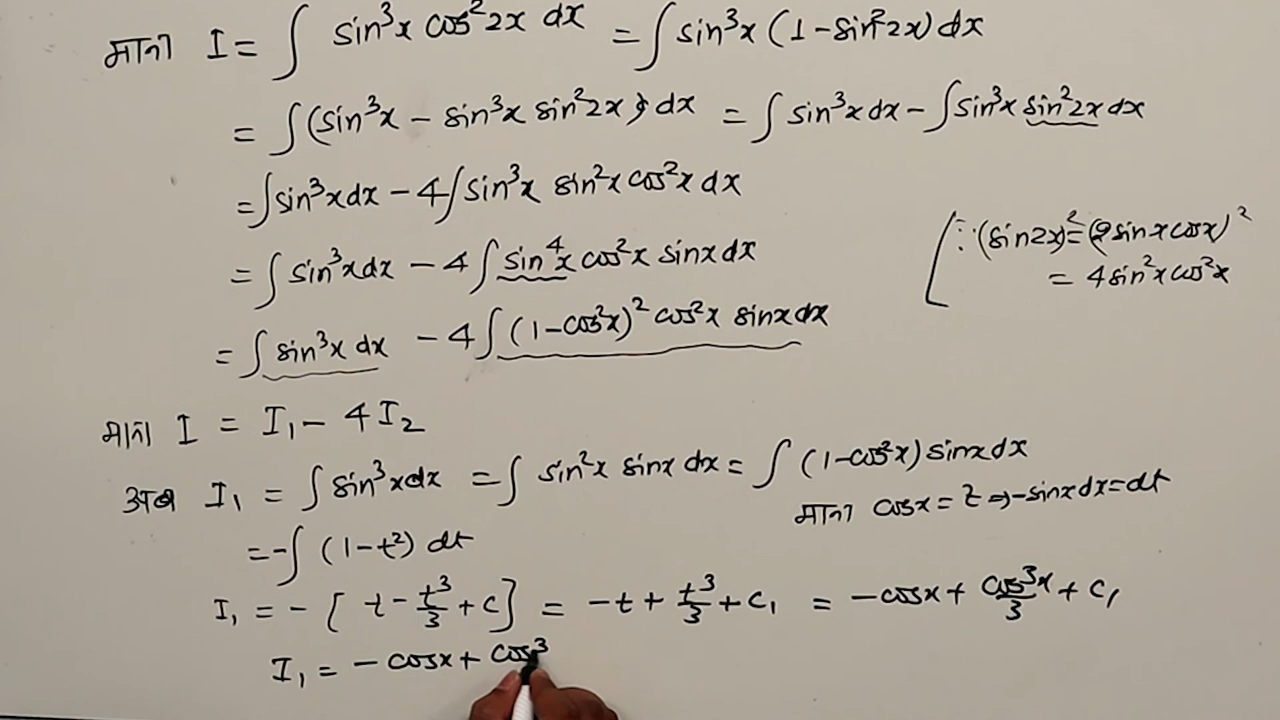 माना I = ∫ sin³x cos²2x dx = ∫ sin³x (1 - sin²2x) dx
= ∫ (sin³x - sin³x sin²2x) dx = ∫ sin³x dx - ∫ sin³x sin²2x dx
= ∫ sin³x dx - 4 ∫ sin³x sin²x cos²x dx
= ∫ sin³x dx - 4 ∫ sin⁴x cos²x sinx dx
[∵ (sin2x)² = (2 sinx cosx)²
= 4 sin²x cos²x
= ∫ sin³x dx - 4 ∫ (1 - cos²x)² cos²x sinx dx
माना I = I₁ - 4 I₂
अब I₁ = ∫ sin³x dx = ∫ sin²x sinx dx = ∫ (1 - cos²x) sinx dx
माना cosx = t ⇒ -sinx dx = dt
= -∫ (1 - t²) dt
I₁ = - [t - t³/3 + c] = -t + t³/3 + c₁ = -cosx + cos³x/3 + c₁
I₁ = - cosx + cos³